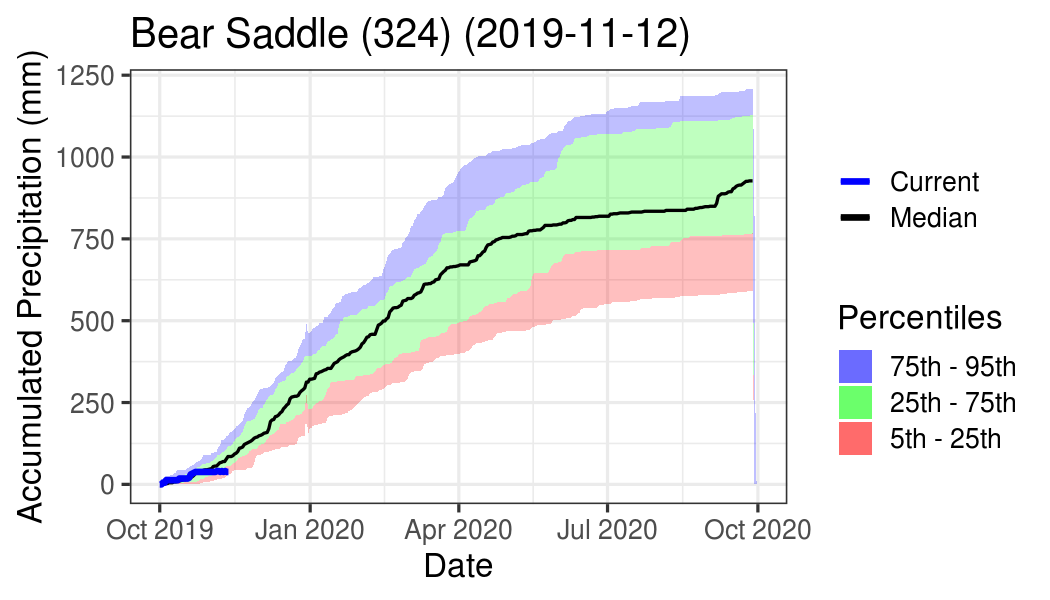 Bear Saddle (324) (2019-11-12)
Accumulated Precipitation (mm)
1250
1000
750
500
250
0
Oct 2019
Jan 2020
Apr 2020
Jul 2020
Oct 2020
Date
Current
Median
Percentiles
75th - 95th
25th - 75th
5th - 25th